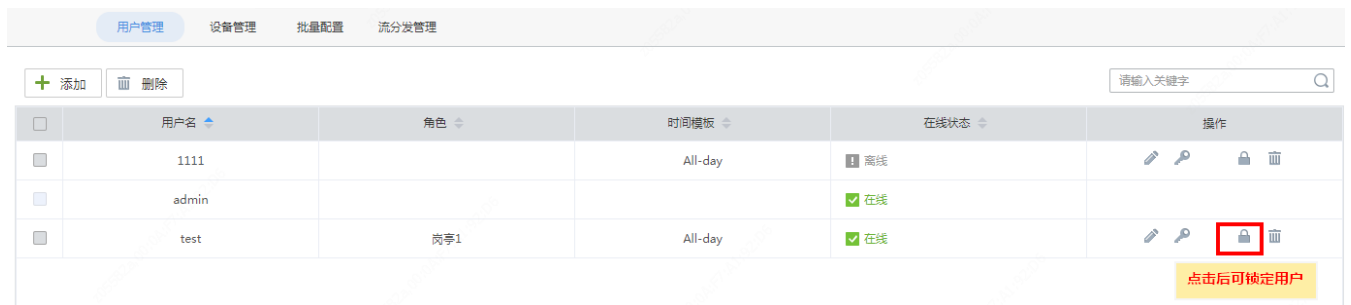 用户管理 设备管理 批量配置 流分发管理
添加 删除 请输入关键字
用户名 角色 时间模板 在线状态 操作
1111 All-day 离线
admin 在线
test 岗亭1 All-day 在线
点击后可锁定用户